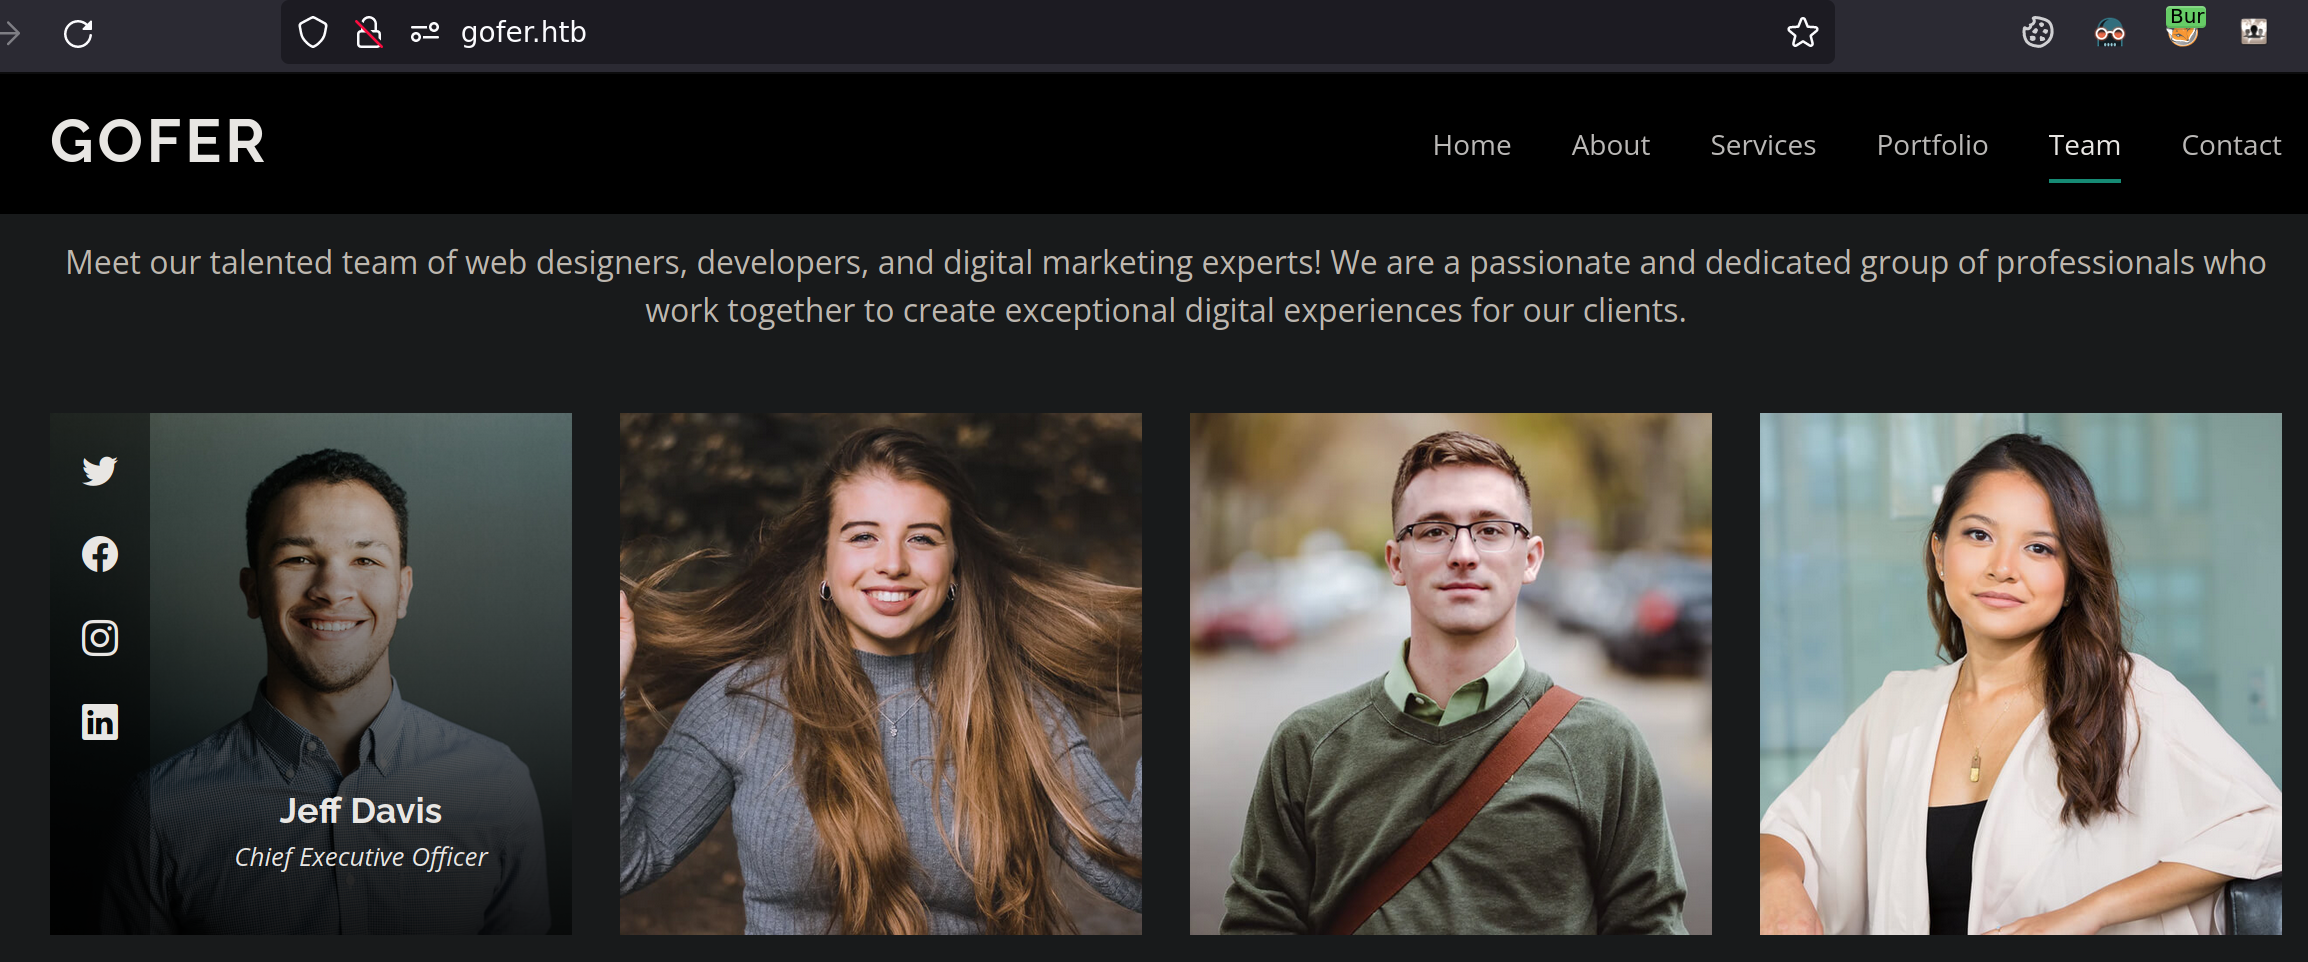 gofer.htb
Bur
GOFER
Home About Services Portfolio Team Contact
Meet our talented team of web designers, developers, and digital marketing experts! We are a passionate and dedicated group of professionals who
work together to create exceptional digital experiences for our clients.
Jeff Davis
Chief Executive Officer